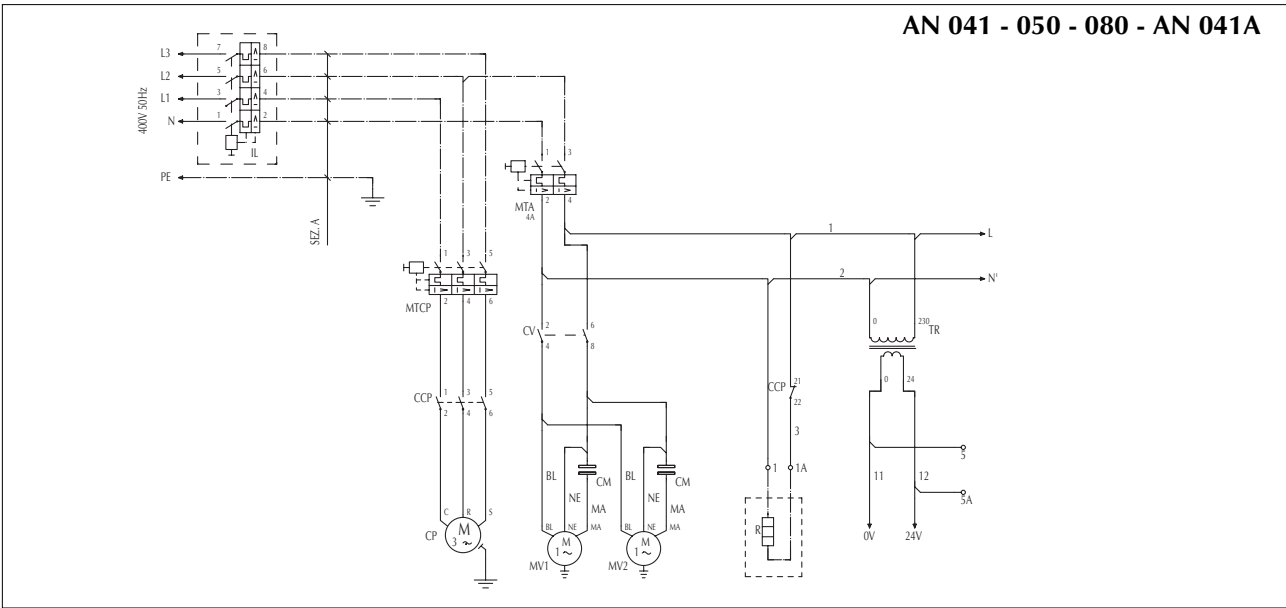 AN 041 - 050 - 080 - AN 041A
400V 50Hz
L3
7
8
L2
5
6
L1
3
4
N
1
2
IL
PE
SEZ. A
MTA
4A
1
3
2
4
MTCP
1
3
5
2
4
6
1
L
2
N'
CV
2
6
4
8
0
230
TR
0
24
CCP
1
3
5
2
4
6
CCP
21
22
3
1
1A
5
5A
11
12
0V
24V
BL
NE
CM
MA
BL
NE
CM
MA
C
R
S
CP
M
3 ~
BL
NE
MA
M
1 ~
MV1
BL
NE
MA
M
1 ~
MV2
R